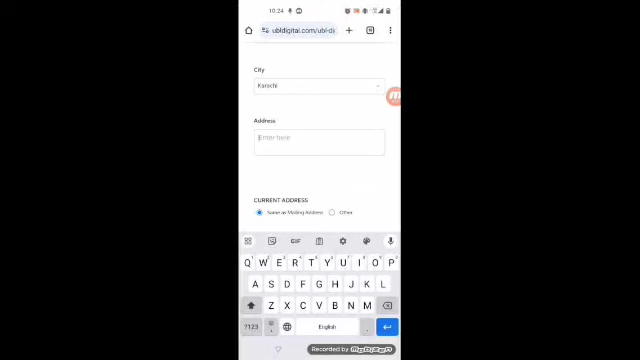 10:24
ubldigital.com/ubl-di
City
Karachi
Address
Enter here
CURRENT ADDRESS
Same as Mailing Address Other
GIF
Q W E R T Y U I O P
A S D F G H J K L
Z X C V B N M
?123 English .
Recorded by